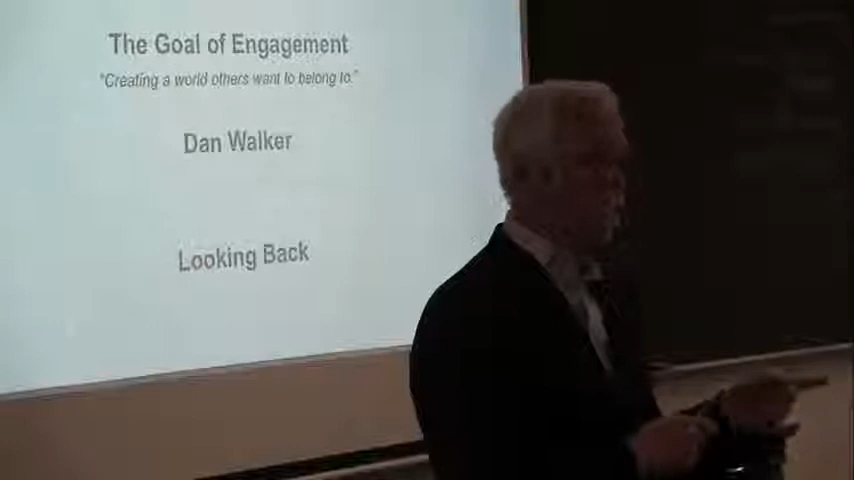 The Goal of Engagement
"Creating a world others want to belong to."
Dan Walker
Looking Back